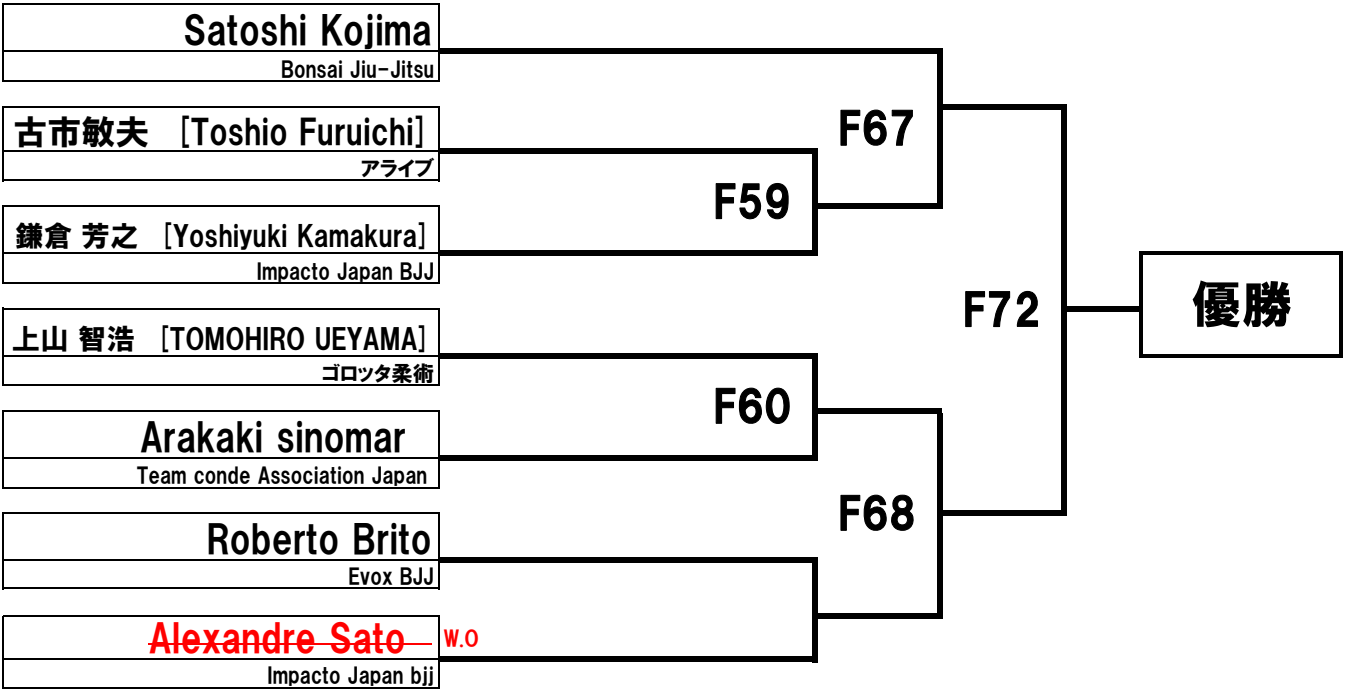 Satoshi Kojima
Bonsai Jiu-Jitsu
古市敏夫 [Toshio Furuichi]
アライブ
鎌倉 芳之 [Yoshiyuki Kamakura]
Impacto Japan BJJ
上山 智浩 [TOMOHIRO UEYAMA]
ゴロッタ柔術
Arakaki sinomar
Team conde Association Japan
Roberto Brito
Evox BJJ
Alexandre Sato W.O
Impacto Japan bjj
F59
F60
F67
F68
F72
優勝